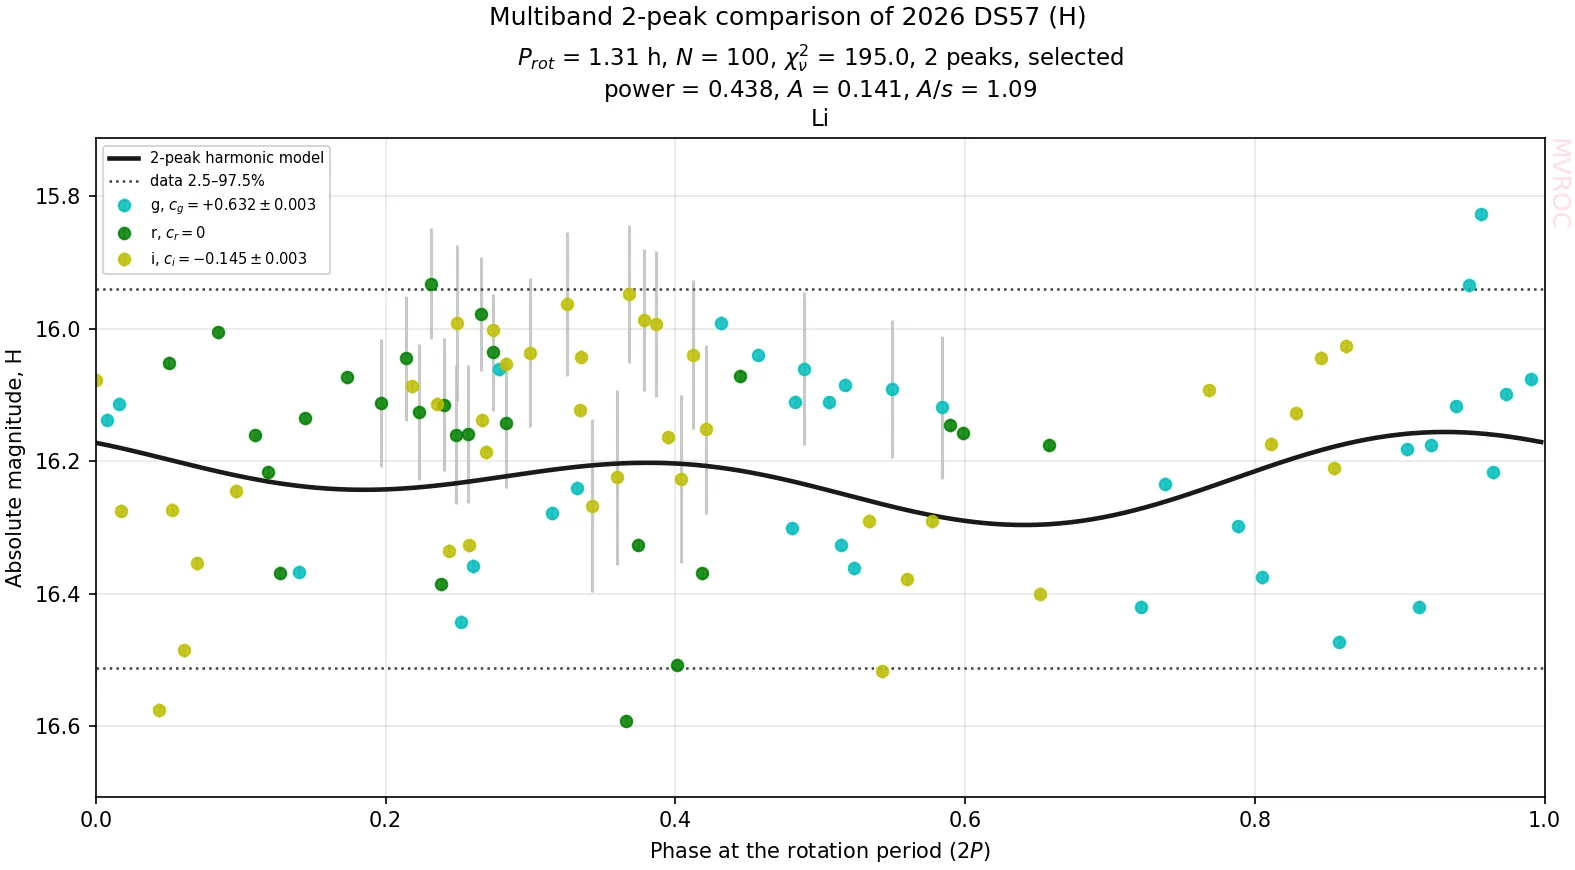 Multiband 2-peak comparison of 2026 DS57 (H)
P_rot = 1.31 h, N = 100, χ²_ν = 195.0, 2 peaks, selected
power = 0.438, A = 0.141, A/s = 1.09
Li
MVROC
2-peak harmonic model
data 2.5–97.5%
g, c_g = +0.632 ± 0.003
r, c_r = 0
i, c_i = −0.145 ± 0.003
Absolute magnitude, H
15.8
16.0
16.2
16.4
16.6
0.0 0.2 0.4 0.6 0.8 1.0
Phase at the rotation period (2P)